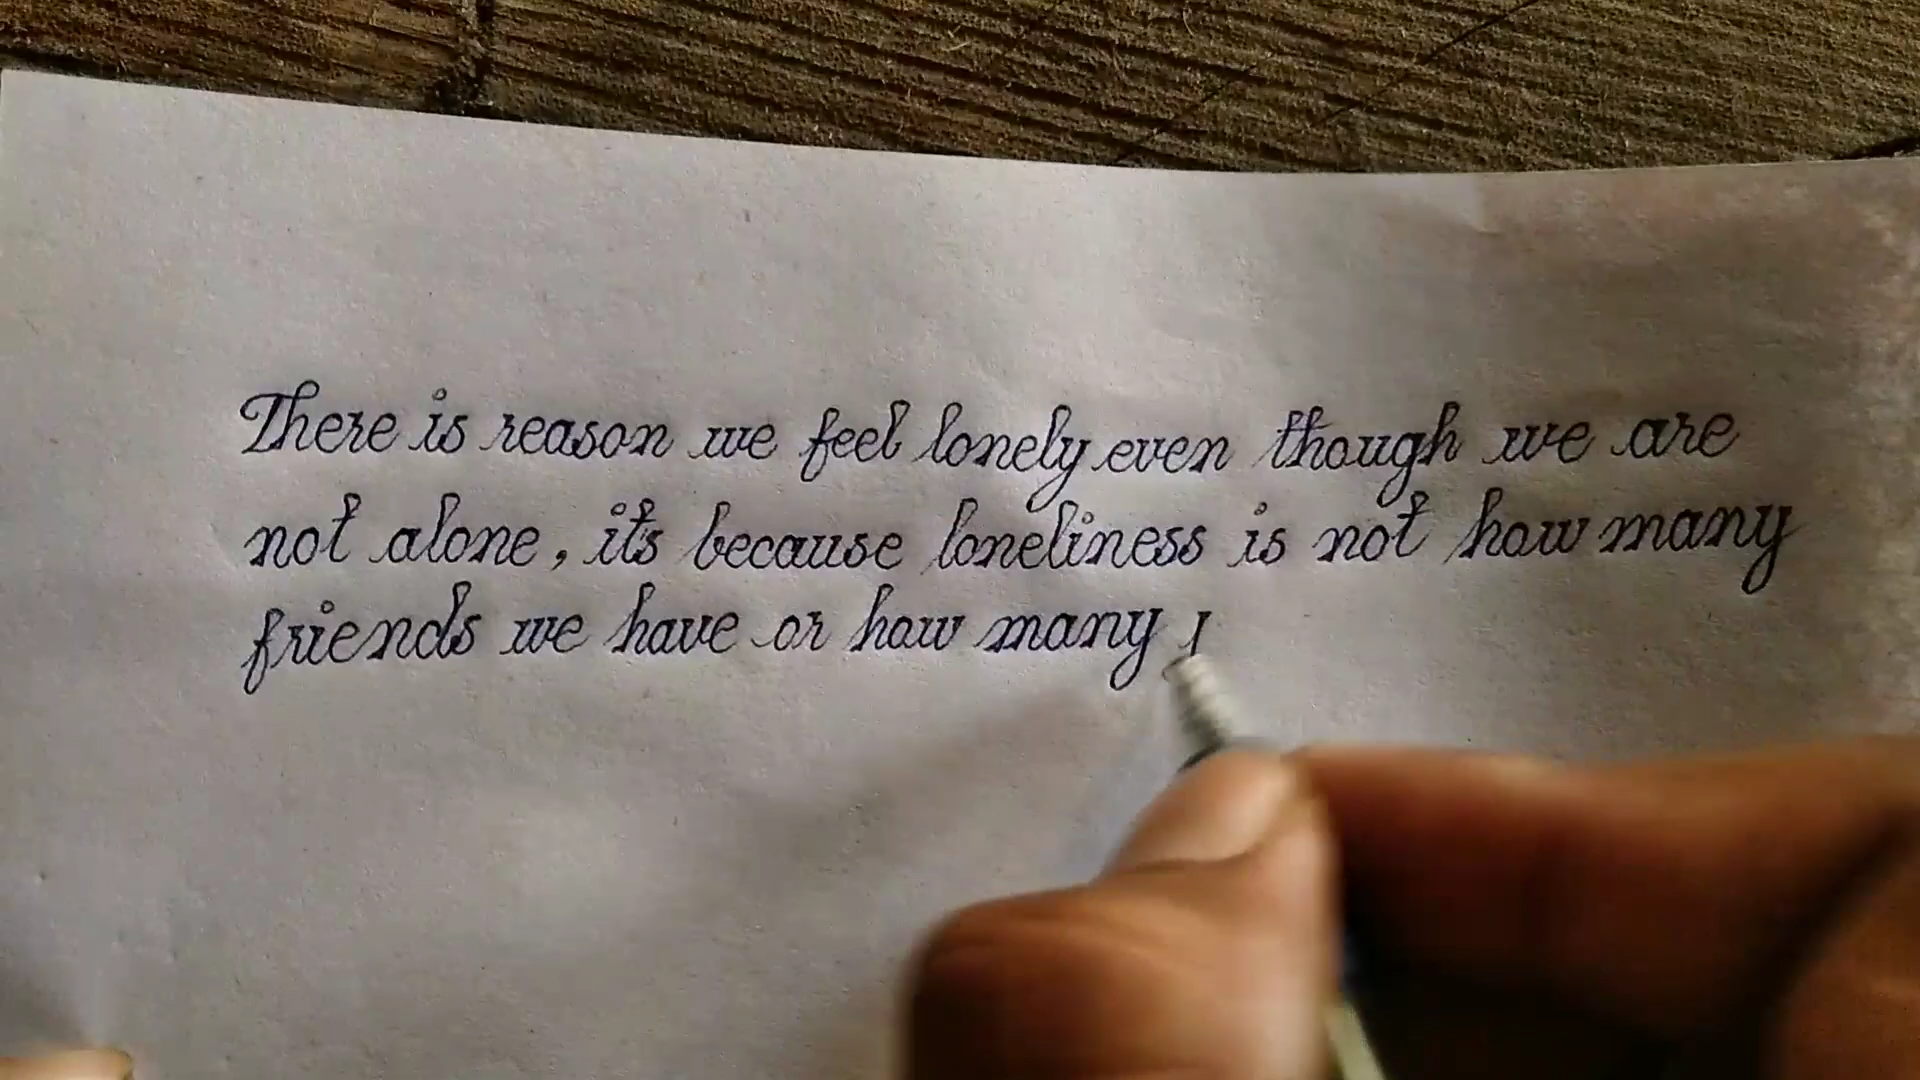 There is reason we feel lonely even though we are
not alone, its because loneliness is not how many
friends we have or how many